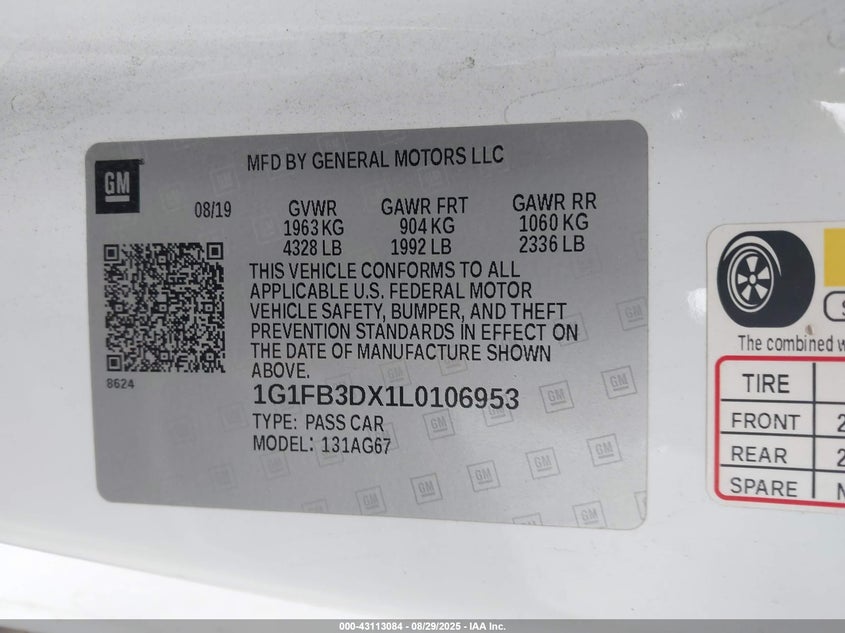 GM
MFD BY GENERAL MOTORS LLC
08/19
GVWR GAWR FRT GAWR RR
1963 KG 904 KG 1060 KG
4328 LB 1992 LB 2336 LB
THIS VEHICLE CONFORMS TO ALL
APPLICABLE U.S. FEDERAL MOTOR
VEHICLE SAFETY, BUMPER, AND THEFT
PREVENTION STANDARDS IN EFFECT ON
THE DATE OF MANUFACTURE SHOWN
ABOVE.
8624
1G1FB3DX1L0106953
TYPE: PASS CAR
MODEL: 131AG67
The combined
TIRE
FRONT 2
REAR 2
SPARE N
000-43113084 - 08/29/2025 - IAA Inc.